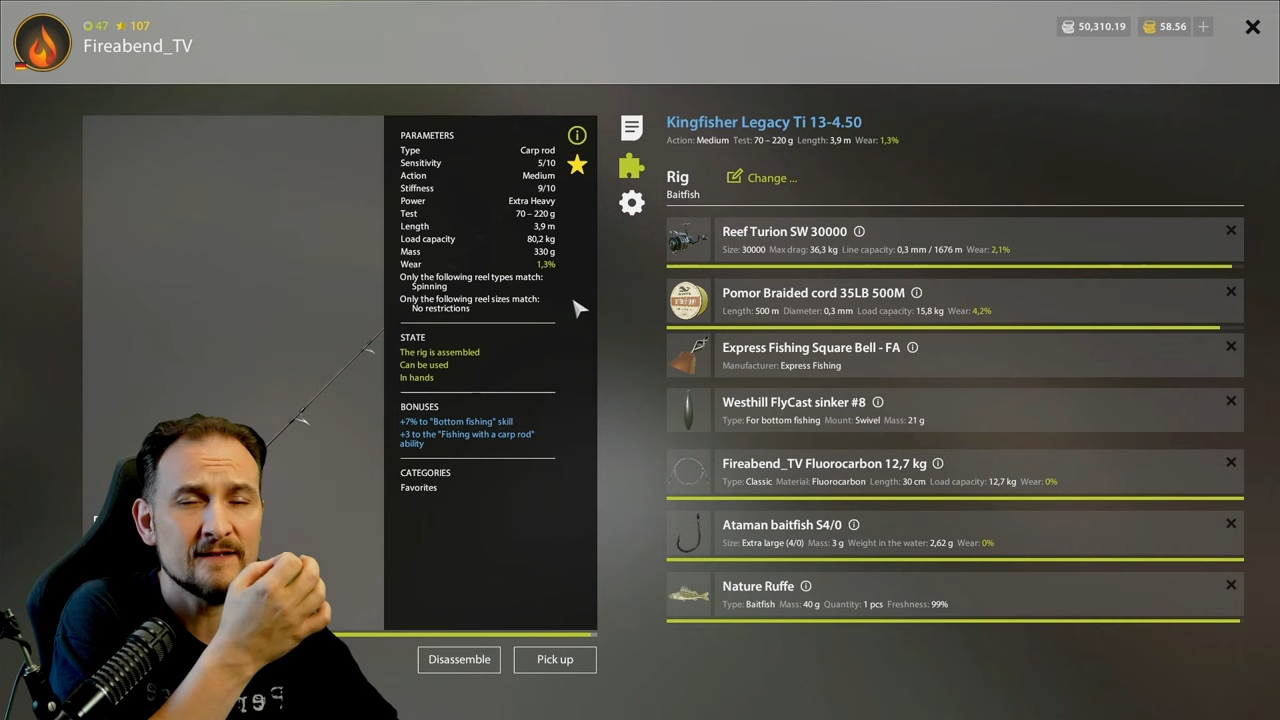 47 107
Fireabend_TV
50,310.19 58.56 +
PARAMETERS
Type Carp rod
Sensitivity 5/10
Action Medium
Stiffness 9/10
Power Extra Heavy
Test 70 – 220 g
Length 3,9 m
Load capacity 80,2 kg
Mass 330 g
Wear 1,3%
Only the following reel types match:
Spinning
Only the following reel sizes match:
No restrictions
STATE
The rig is assembled
Can be used
In hands
BONUSES
+7% to "Bottom fishing" skill
+3 to the "Fishing with a carp rod"
ability
CATEGORIES
Favorites
Disassemble Pick up
Kingfisher Legacy Ti 13-4.50
Action: Medium Test: 70 – 220 g Length: 3,9 m Wear: 1,3%
Rig Change ...
Baitfish
Reef Turion SW 30000
Size: 30000 Max drag: 36,3 kg Line capacity: 0,3 mm / 1676 m Wear: 2,1%
Pomor Braided cord 35LB 500M
Length: 500 m Diameter: 0,3 mm Load capacity: 15,8 kg Wear: 4,2%
Express Fishing Square Bell - FA
Manufacturer: Express Fishing
Westhill FlyCast sinker #8
Type: For bottom fishing Mount: Swivel Mass: 21 g
Fireabend_TV Fluorocarbon 12,7 kg
Type: Classic Material: Fluorocarbon Length: 30 cm Load capacity: 12,7 kg Wear: 0%
Ataman baitfish S4/0
Size: Extra large (4/0) Mass: 3 g Weight in the water: 2,62 g Wear: 0%
Nature Ruffe
Type: Baitfish Mass: 40 g Quantity: 1 pcs Freshness: 99%